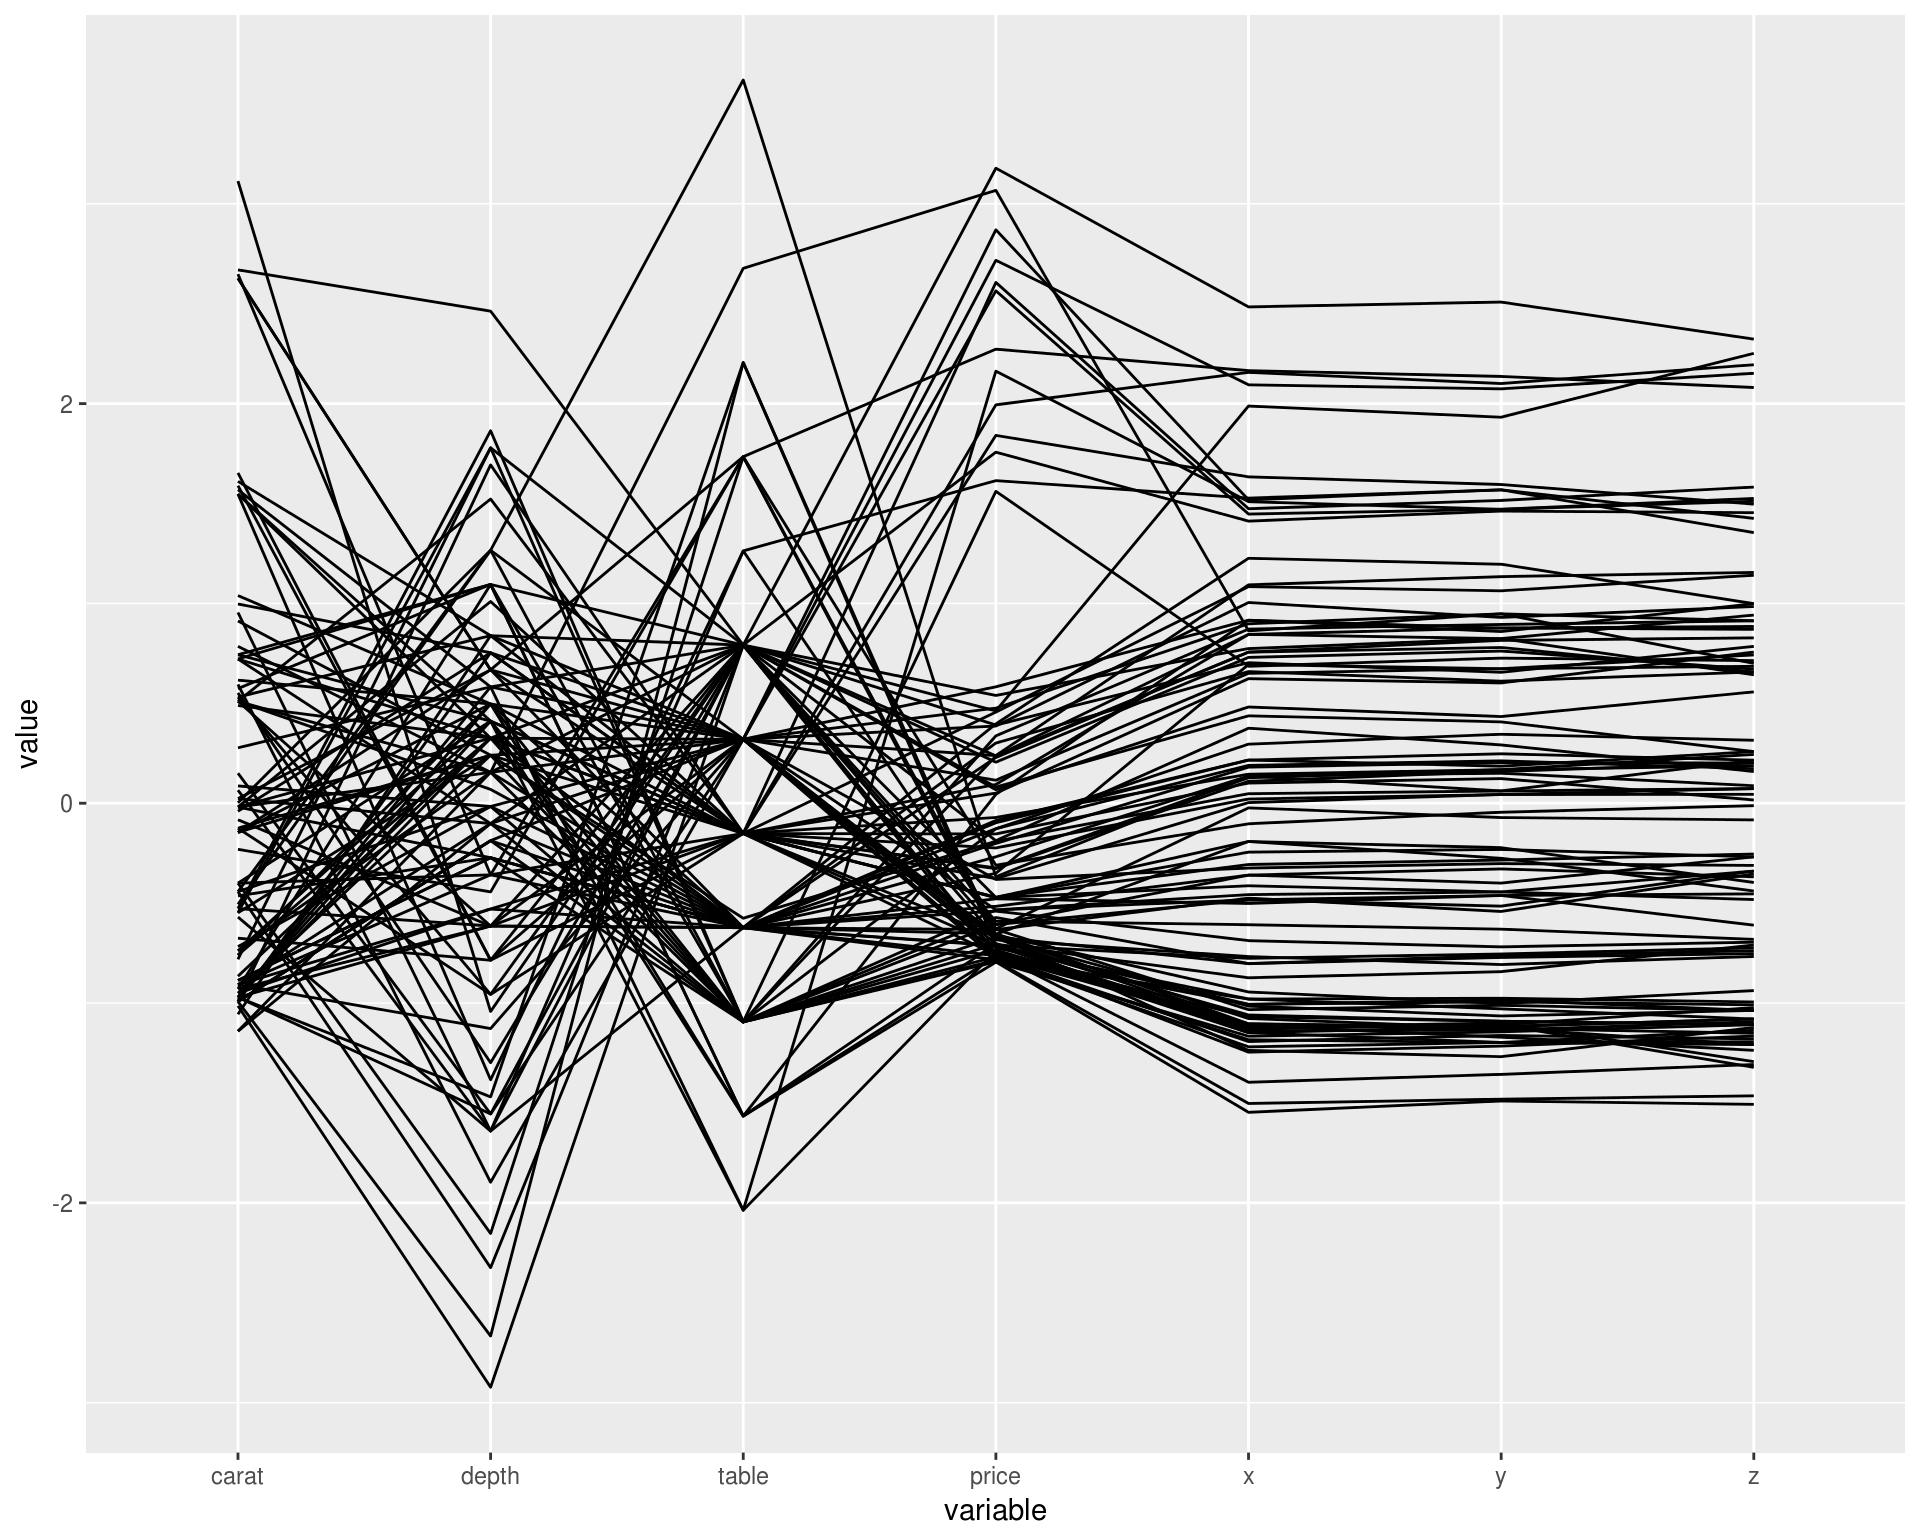 value
2
0
-2
carat depth table price x y z
variable